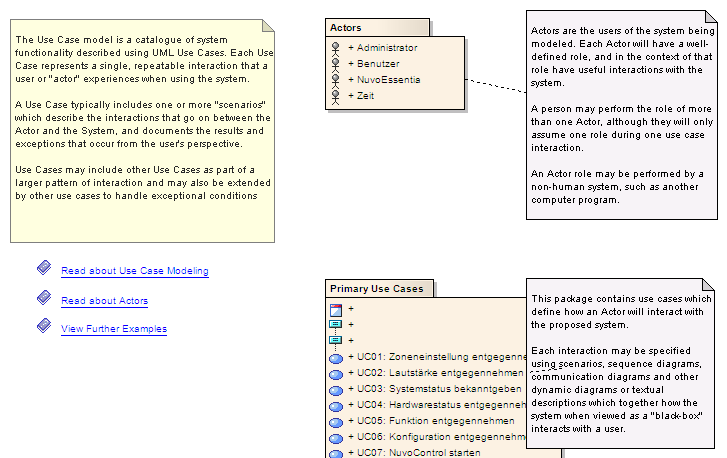 The Use Case model is a catalogue of system
functionality described using UML Use Cases. Each Use
Case represents a single, repeatable interaction that a
user or "actor" experiences when using the system.
A Use Case typically includes one or more "scenarios"
which describe the interactions that go on between the
Actor and the System, and documents the results and
exceptions that occur from the user's perspective.
Use Cases may include other Use Cases as part of a
larger pattern of interaction and may also be extended
by other use cases to handle exceptional conditions
Read about Use Case Modeling
Read about Actors
View Further Examples
Actors
+ Administrator
+ Benutzer
+ NuvoEssentia
+ Zeit
Actors are the users of the system being
modeled. Each Actor will have a well-
defined role, and in the context of that
role have useful interactions with the
system.
A person may perform the role of more
than one Actor, although they will only
assume one role during one use case
interaction.
An Actor role may be performed by a
non-human system, such as another
computer program.
Primary Use Cases
+
+
+
+ UC01: Zoneneinstellung entgegenne
+ UC02: Lautstärke entgegennehmen
+ UC03: Systemstatus bekanntgeben
+ UC04: Hardwarestatus entgegenneh
+ UC05: Funktion entgegennehmen
+ UC06: Konfiguration entgegennehm
+ UC07: NuvoControl starten
This package contains use cases which
define how an Actor will interact with
the proposed system.
Each interaction may be specified
using scenarios, sequence diagrams,
communication diagrams and other
dynamic diagrams or textual
descriptions which together how the
system when viewed as a "black-box"
interacts with a user.